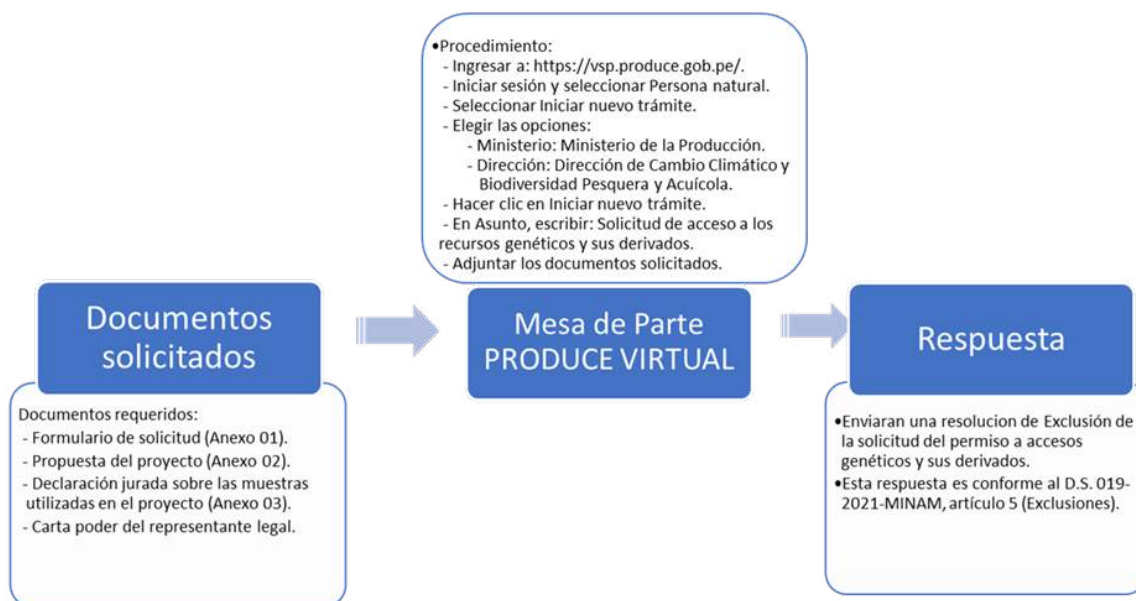 Documentos
solicitados
Documentos requeridos:
- Formulario de solicitud (Anexo 01).
- Propuesta del proyecto (Anexo 02).
- Declaración jurada sobre las muestras
utilizadas en el proyecto (Anexo 03).
- Carta poder del representante legal.
•Procedimiento:
- Ingresar a: https://vsp.produce.gob.pe/.
- Iniciar sesión y seleccionar Persona natural.
- Seleccionar Iniciar nuevo trámite.
- Elegir las opciones:
- Ministerio: Ministerio de la Producción.
- Dirección: Dirección de Cambio Climático y
Biodiversidad Pesquera y Acuícola.
- Hacer clic en Iniciar nuevo trámite.
- En Asunto, escribir: Solicitud de acceso a los
recursos genéticos y sus derivados.
- Adjuntar los documentos solicitados.
Mesa de Parte
PRODUCE VIRTUAL
Respuesta
•Enviaran una resolucion de Exclusión de
la solicitud del permiso a accesos
genéticos y sus derivados.
•Esta respuesta es conforme al D.S. 019-
2021-MINAM, artículo 5 (Exclusiones).